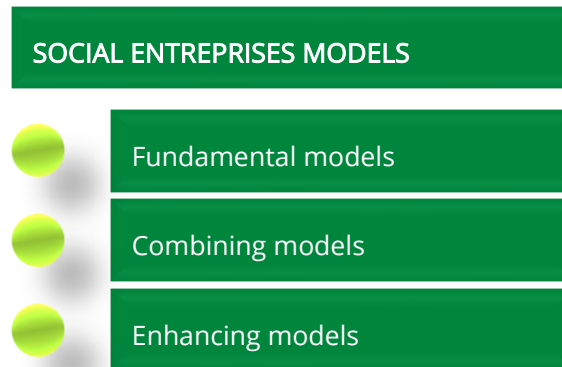 SOCIAL ENTREPRISES MODELS
Fundamental models
Combining models
Enhancing models